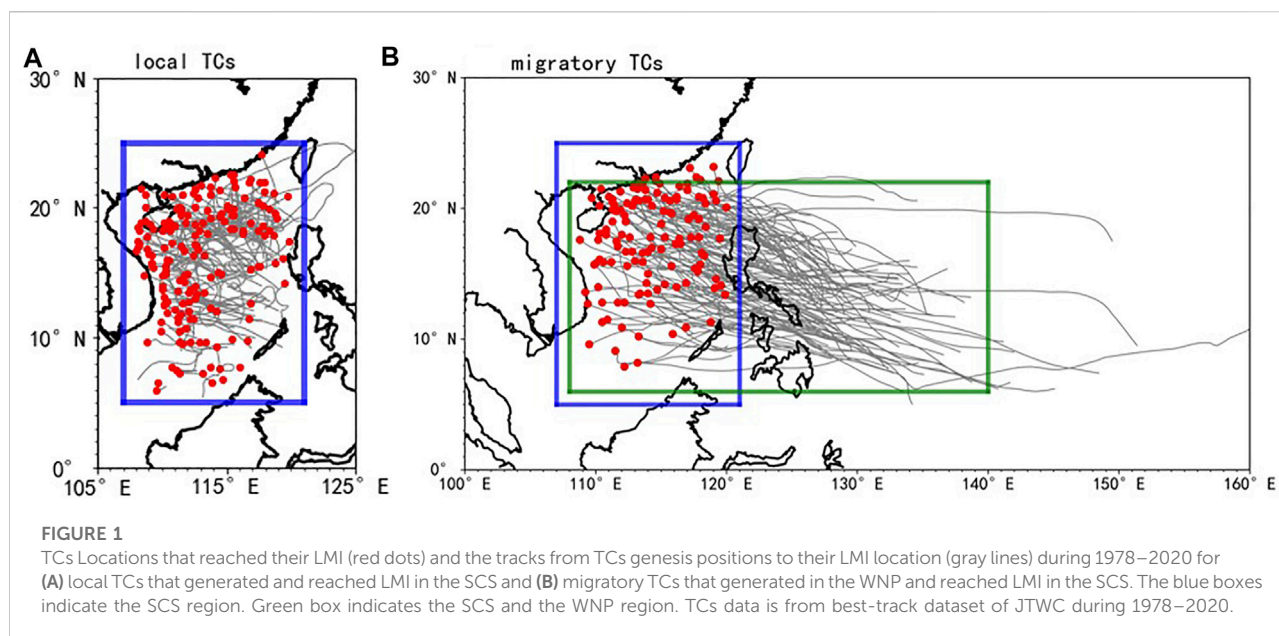 A
local TCs
30° N
20° N
10° N
0°
105° E
115° E
125° E
B
migratory TCs
30° N
20° N
10° N
0°
100° E
110° E
120° E
130° E
140° E
150° E
160° E
FIGURE 1
TCs Locations that reached their LMI (red dots) and the tracks from TCs genesis positions to their LMI location (gray lines) during 1978–2020 for
(A) local TCs that generated and reached LMI in the SCS and (B) migratory TCs that generated in the WNP and reached LMI in the SCS. The blue boxes
indicate the SCS region. Green box indicates the SCS and the WNP region. TCs data is from best-track dataset of JTWC during 1978–2020.